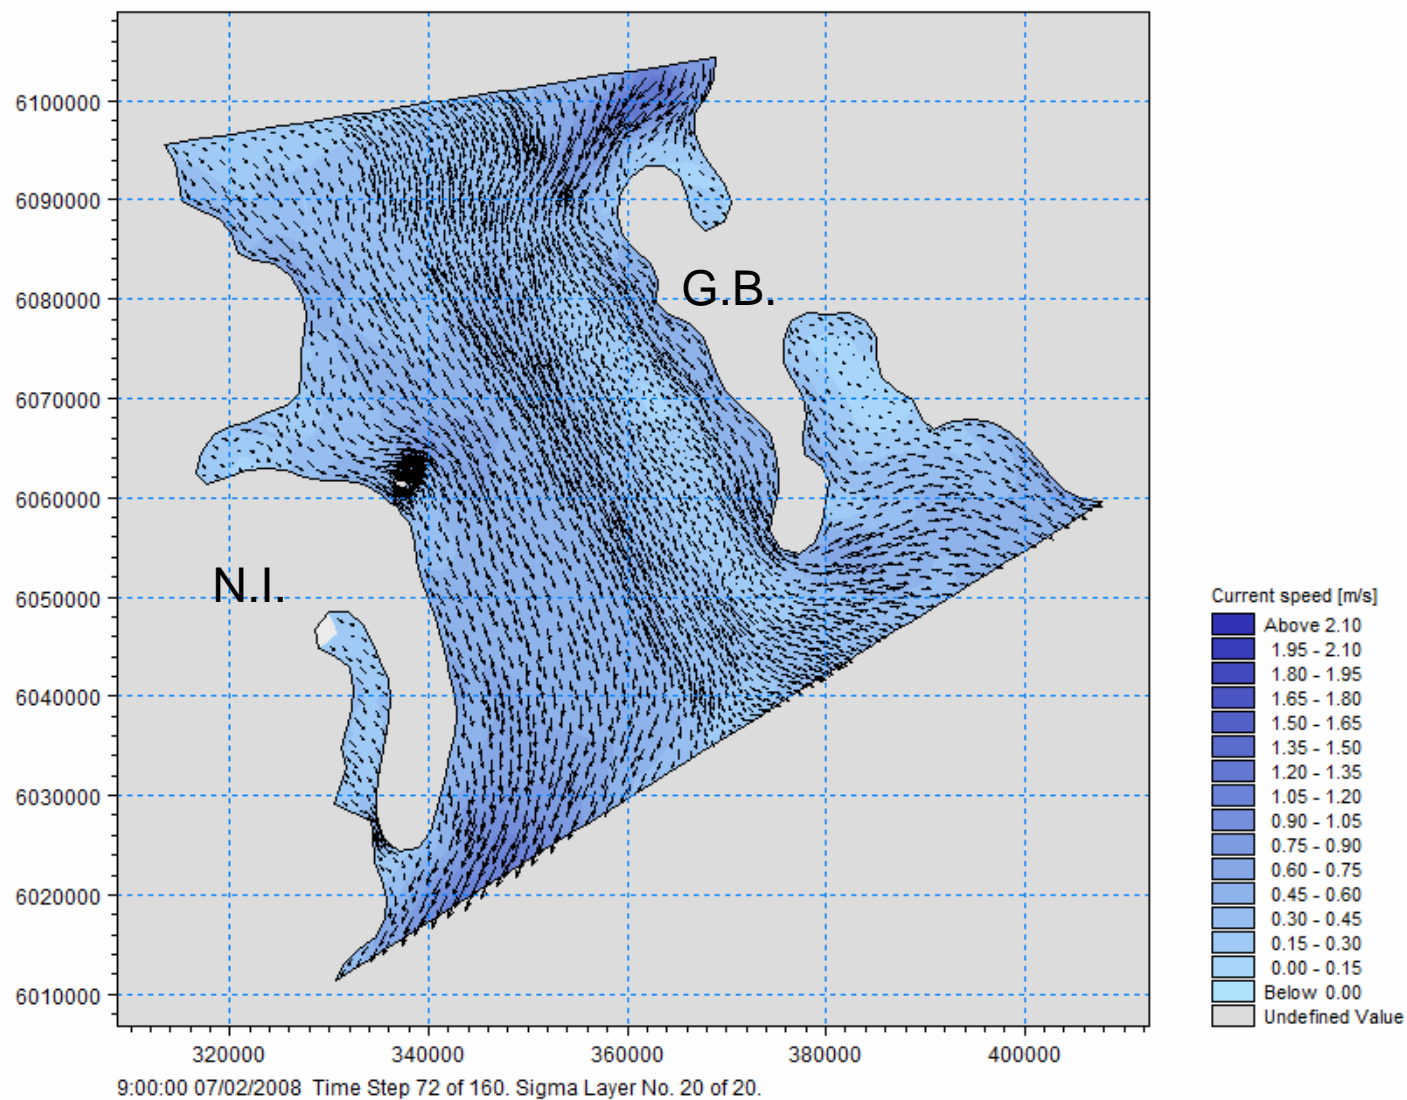 6100000
6090000
6080000
6070000
6060000
6050000
6040000
6030000
6020000
6010000
G.B.
N.I.
320000 340000 360000 380000 400000
9:00:00 07/02/2008 Time Step 72 of 160. Sigma Layer No. 20 of 20.
Current speed [m/s]
Above 2.10
1.95 - 2.10
1.80 - 1.95
1.65 - 1.80
1.50 - 1.65
1.35 - 1.50
1.20 - 1.35
1.05 - 1.20
0.90 - 1.05
0.75 - 0.90
0.60 - 0.75
0.45 - 0.60
0.30 - 0.45
0.15 - 0.30
0.00 - 0.15
Below 0.00
Undefined Value